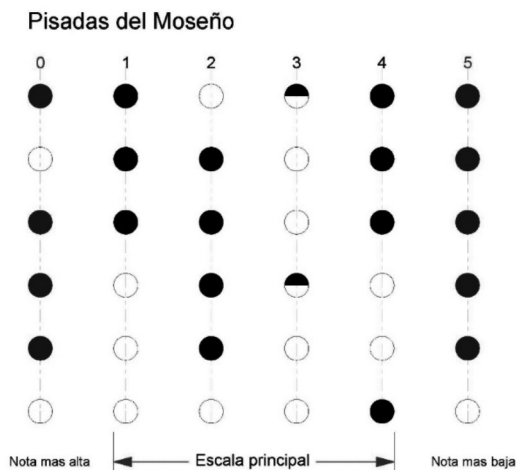 Pisadas del Moseño
0 1 2 3 4 5
Nota mas alta Escala principal Nota mas baja